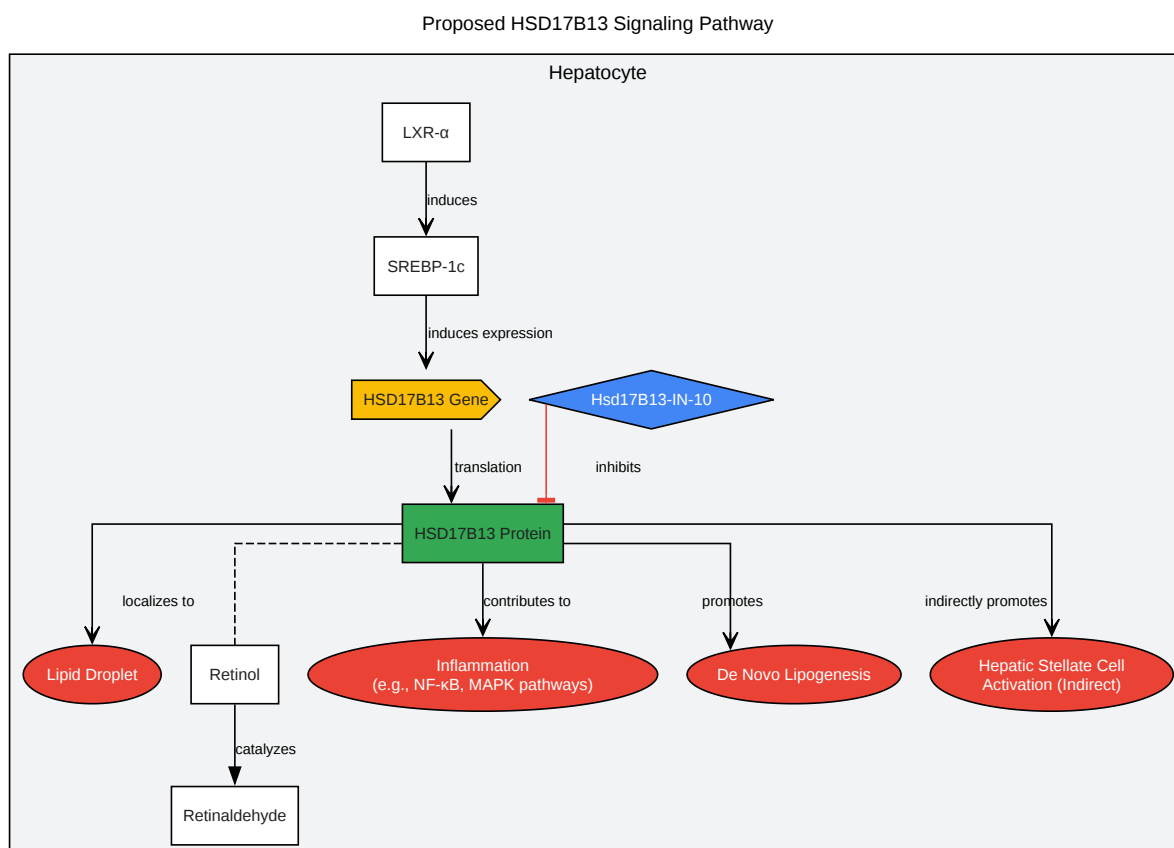 Proposed HSD17B13 Signaling Pathway
Hepatocyte
LXR-α
induces
SREBP-1c
induces expression
HSD17B13 Gene
Hsd17B13-IN-10
translation
inhibits
HSD17B13 Protein
localizes to
contributes to
promotes
indirectly promotes
Lipid Droplet
Retinol
Inflammation
(e.g., NF-κB, MAPK pathways)
De Novo Lipogenesis
Hepatic Stellate Cell
Activation (Indirect)
catalyzes
Retinaldehyde